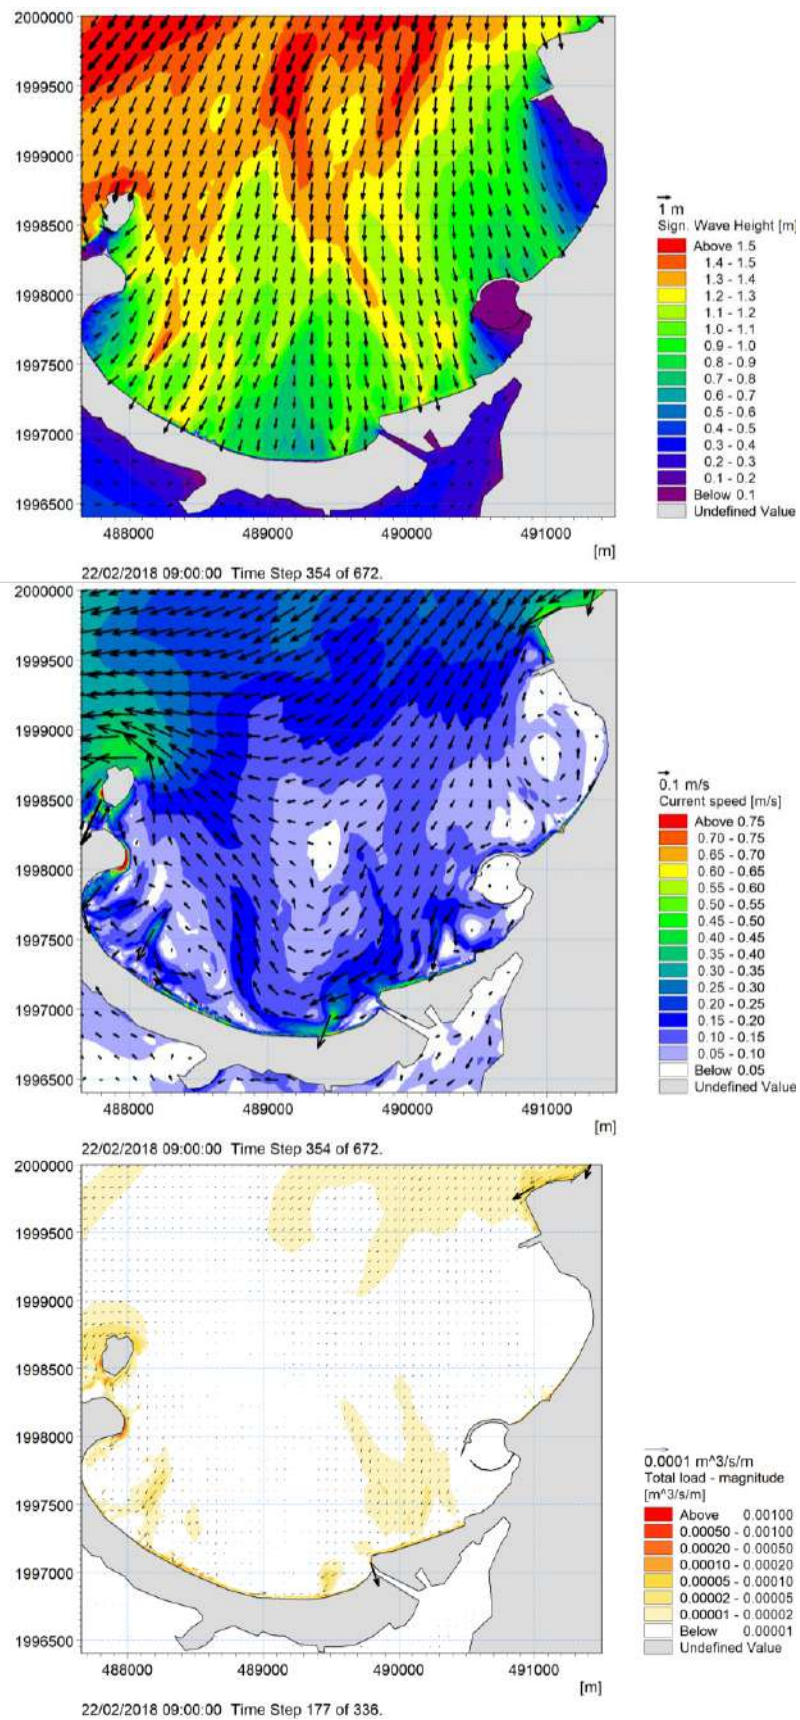 2000000
1999500
1999000
1998500
1998000
1997500
1997000
1996500
488000 489000 490000 491000
[m]
22/02/2018 09:00:00 Time Step 354 of 672.
1 m
Sign. Wave Height [m]
Above 1.5
1.4 - 1.5
1.3 - 1.4
1.2 - 1.3
1.1 - 1.2
1.0 - 1.1
0.9 - 1.0
0.8 - 0.9
0.7 - 0.8
0.6 - 0.7
0.5 - 0.6
0.4 - 0.5
0.3 - 0.4
0.2 - 0.3
0.1 - 0.2
Below 0.1
Undefined Value
2000000
1999500
1999000
1998500
1998000
1997500
1997000
1996500
488000 489000 490000 491000
[m]
22/02/2018 09:00:00 Time Step 354 of 672.
0.1 m/s
Current speed [m/s]
Above 0.75
0.70 - 0.75
0.65 - 0.70
0.60 - 0.65
0.55 - 0.60
0.50 - 0.55
0.45 - 0.50
0.40 - 0.45
0.35 - 0.40
0.30 - 0.35
0.25 - 0.30
0.20 - 0.25
0.15 - 0.20
0.10 - 0.15
0.05 - 0.10
Below 0.05
Undefined Value
2000000
1999500
1999000
1998500
1998000
1997500
1997000
1996500
488000 489000 490000 491000
[m]
22/02/2018 09:00:00 Time Step 177 of 336.
0.0001 m^3/s/m
Total load - magnitude
[m^3/s/m]
Above 0.00100
0.00050 - 0.00100
0.00020 - 0.00050
0.00010 - 0.00020
0.00005 - 0.00010
0.00002 - 0.00005
0.00001 - 0.00002
Below 0.00001
Undefined Value